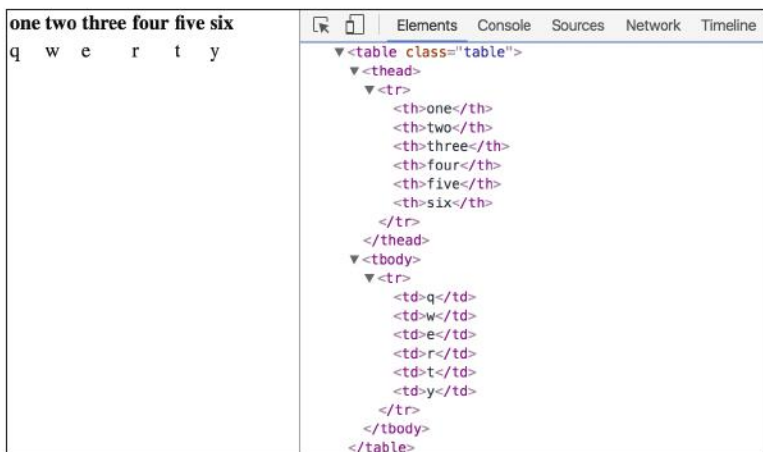 one two three four five six
q w e r t y
Elements Console Sources Network Timeline
▼<table class="table">
▼<thead>
▼<tr>
<th>one</th>
<th>two</th>
<th>three</th>
<th>four</th>
<th>five</th>
<th>six</th>
</tr>
</thead>
▼<tbody>
▼<tr>
<td>q</td>
<td>w</td>
<td>e</td>
<td>r</td>
<td>t</td>
<td>y</td>
</tr>
</tbody>
</table>